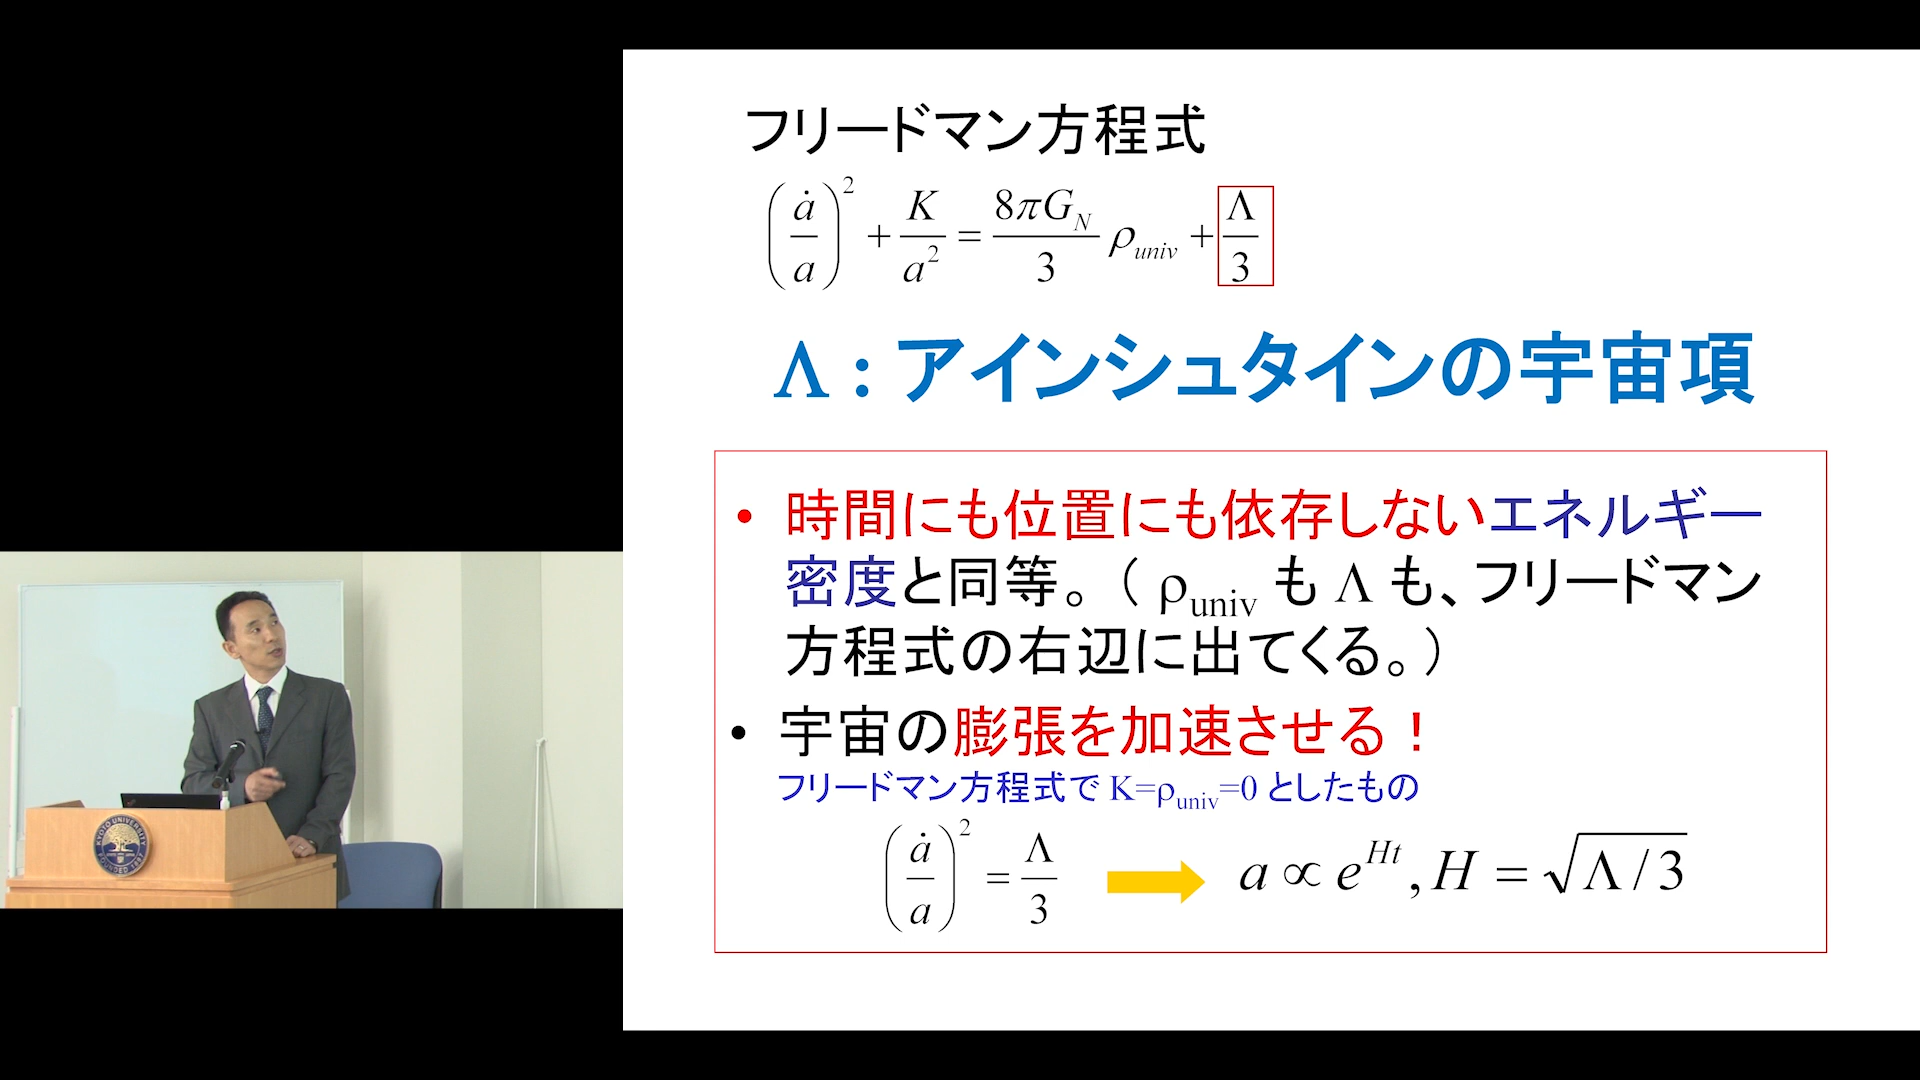 フリードマン方程式
(ȧ/a)² + K/a² = 8πG_N/3 ρ_univ + Λ/3
Λ : アインシュタインの宇宙項
• 時間にも位置にも依存しないエネルギー
密度と同等。（ ρ_univ も Λ も、フリードマン
方程式の右辺に出てくる。）
• 宇宙の膨張を加速させる！
フリードマン方程式で K=ρ_univ=0 としたもの
(ȧ/a)² = Λ/3 → a ∝ e^{Ht}, H = √Λ/3
KYOTO UNIVERSITY
FOUNDED 1897